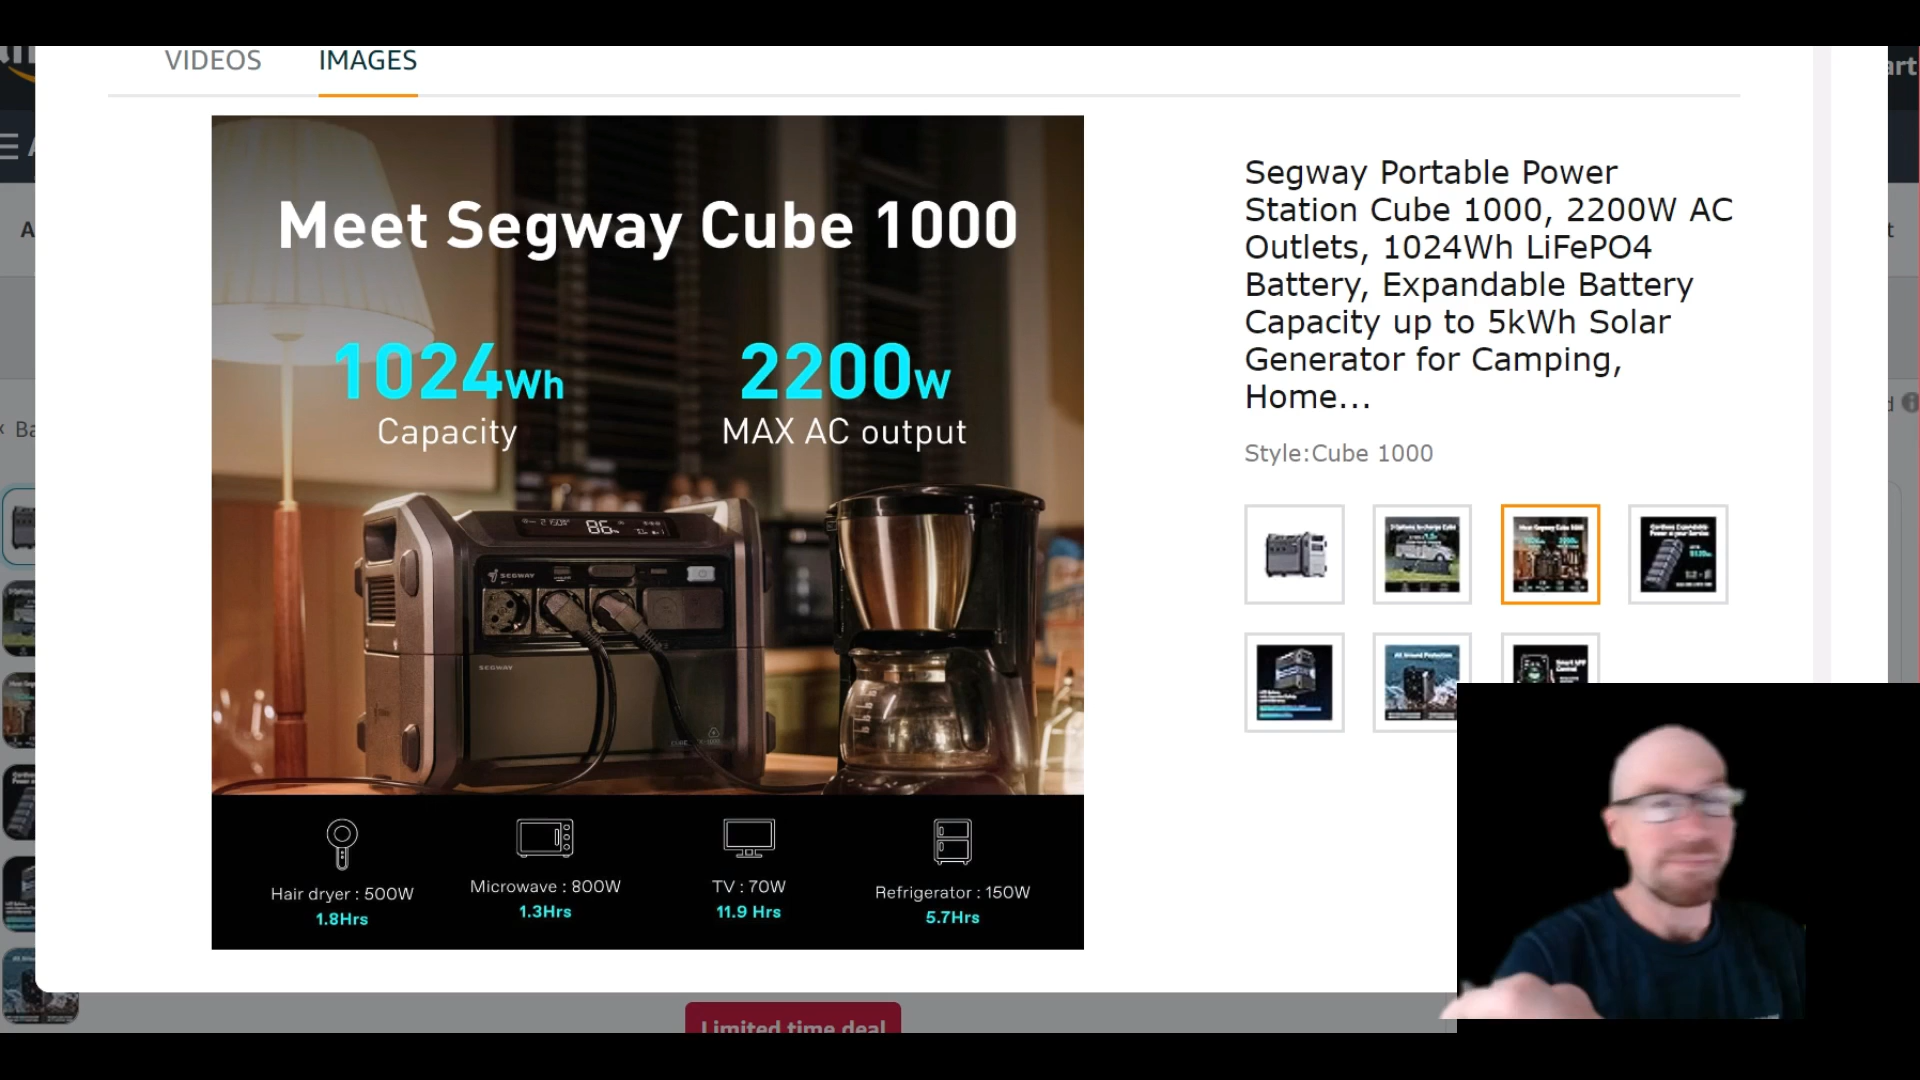 VIDEOS
IMAGES
Meet Segway Cube 1000
1024Wh
Capacity
2200W
MAX AC output
86
SEGWAY
SEGWAY
Hair dryer : 500W
1.8Hrs
Microwave : 800W
1.3Hrs
TV : 70W
11.9 Hrs
Refrigerator : 150W
5.7Hrs
Segway Portable Power
Station Cube 1000, 2200W AC
Outlets, 1024Wh LiFePO4
Battery, Expandable Battery
Capacity up to 5kWh Solar
Generator for Camping,
Home...
Style:Cube 1000
Limited time deal